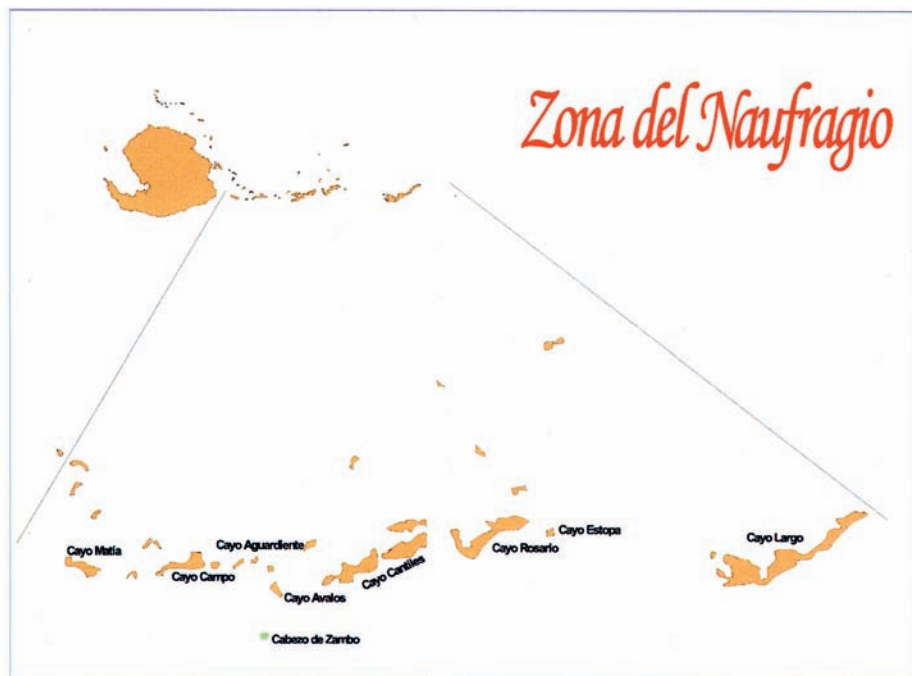 Zona del Naufragio
Cayo Matía
Cayo Aguardiente
Cayo Campo
Cayo Avalos
Cayo Cantiles
Cayo Rosario
Cayo Estopa
Cayo Largo
Cabezo de Zambo